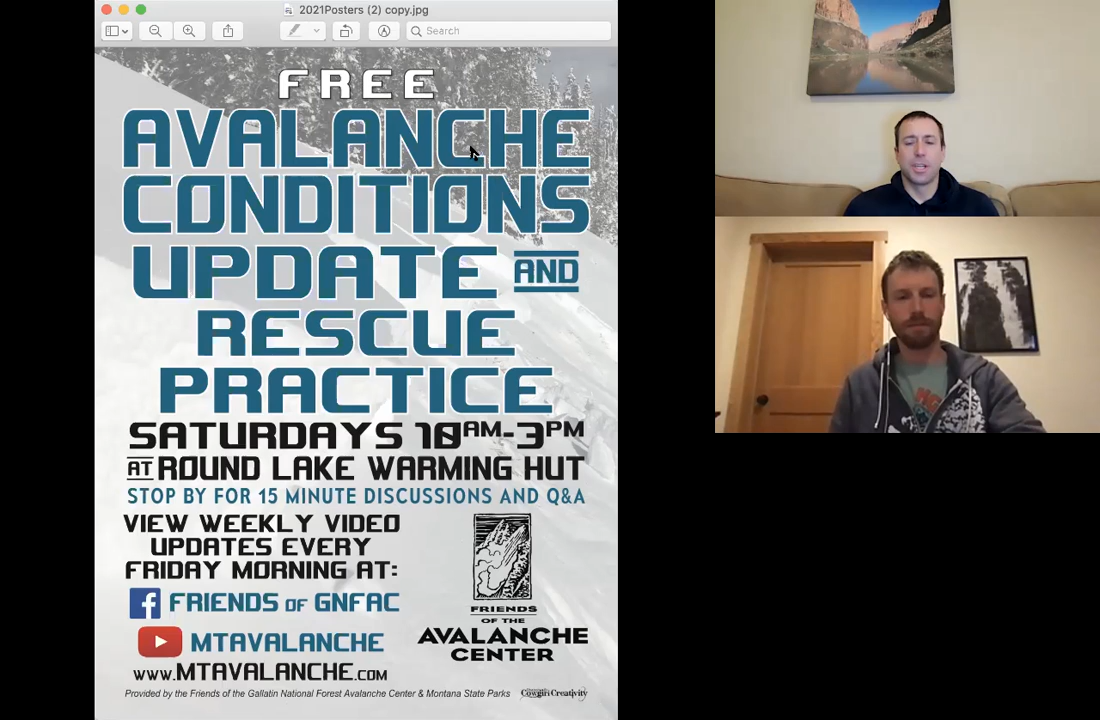 2021Posters (2) copy.jpg
Search
FREE
AVALANCHE
CONDITIONS
UPDATE AND
RESCUE
PRACTICE
SATURDAYS 10AM-3PM
AT ROUND LAKE WARMING HUT
STOP BY FOR 15 MINUTE DISCUSSIONS AND Q&A
VIEW WEEKLY VIDEO
UPDATES EVERY
FRIDAY MORNING AT:
FRIENDS OF GNFAC
MTAVALANCHE
WWW.MTAVALANCHE.COM
FRIENDS
OF THE
AVALANCHE
CENTER
Provided by the Friends of the Gallatin National Forest Avalanche Center & Montana State Parks
Cowgirl Creativity